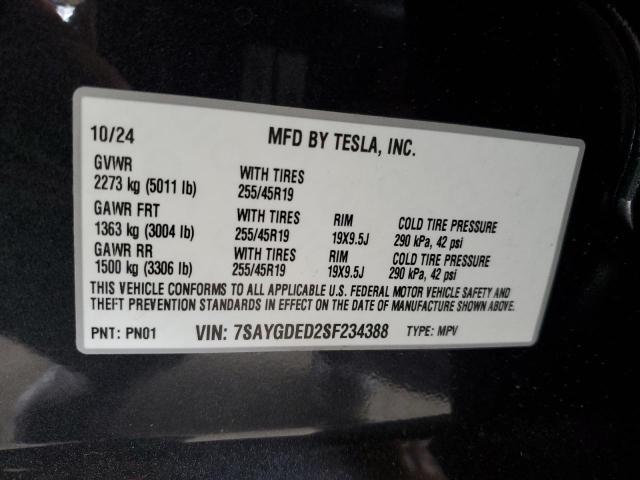 10/24 MFD BY TESLA, INC.
GVWR WITH TIRES
2273 kg (5011 lb) 255/45R19
GAWR FRT WITH TIRES RIM COLD TIRE PRESSURE
1363 kg (3004 lb) 255/45R19 19X9.5J 290 kPa, 42 psi
GAWR RR WITH TIRES RIM COLD TIRE PRESSURE
1500 kg (3306 lb) 255/45R19 19X9.5J 290 kPa, 42 psi
THIS VEHICLE CONFORMS TO ALL APPLICABLE U.S. FEDERAL MOTOR VEHICLE SAFETY AND
THEFT PREVENTION STANDARDS IN EFFECT ON THE DATE OF MANUFACTURE SHOWN ABOVE.
PNT: PN01 VIN: 7SAYGDED2SF234388 TYPE: MPV